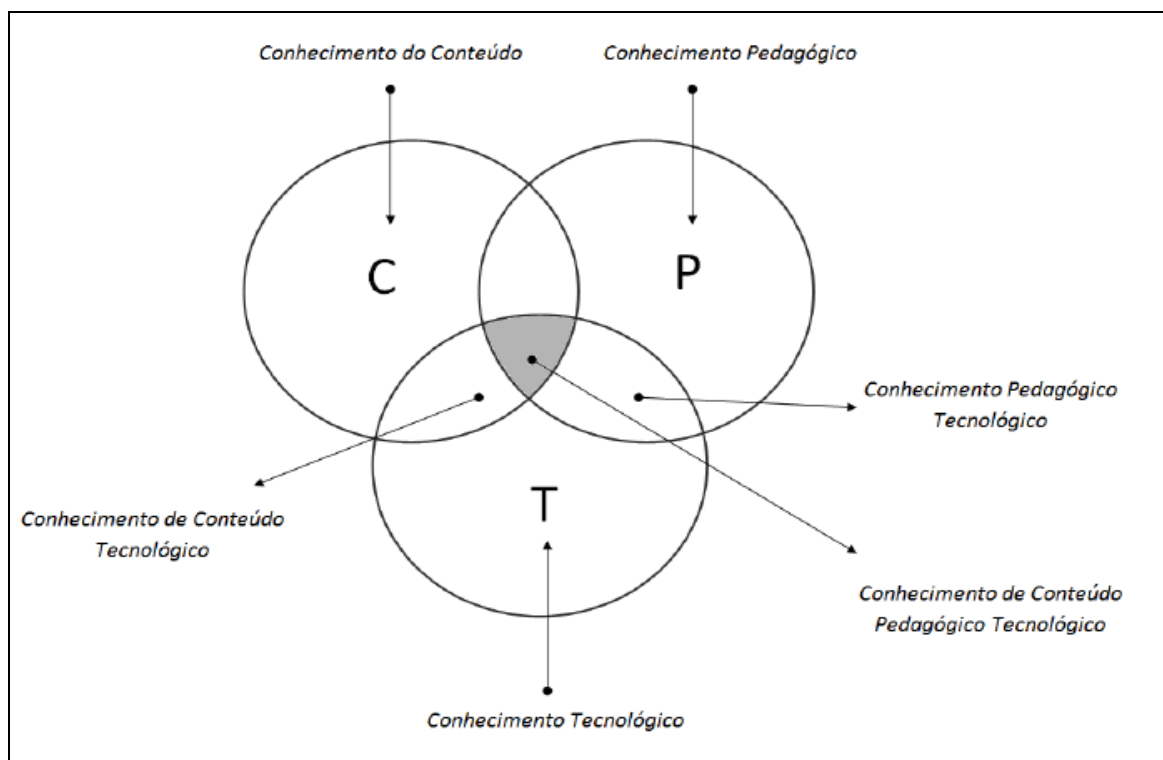 Conhecimento do Conteúdo
Conhecimento Pedagógico
C
P
Conhecimento Pedagógico
Tecnológico
T
Conhecimento de Conteúdo
Tecnológico
Conhecimento de Conteúdo
Pedagógico Tecnológico
Conhecimento Tecnológico